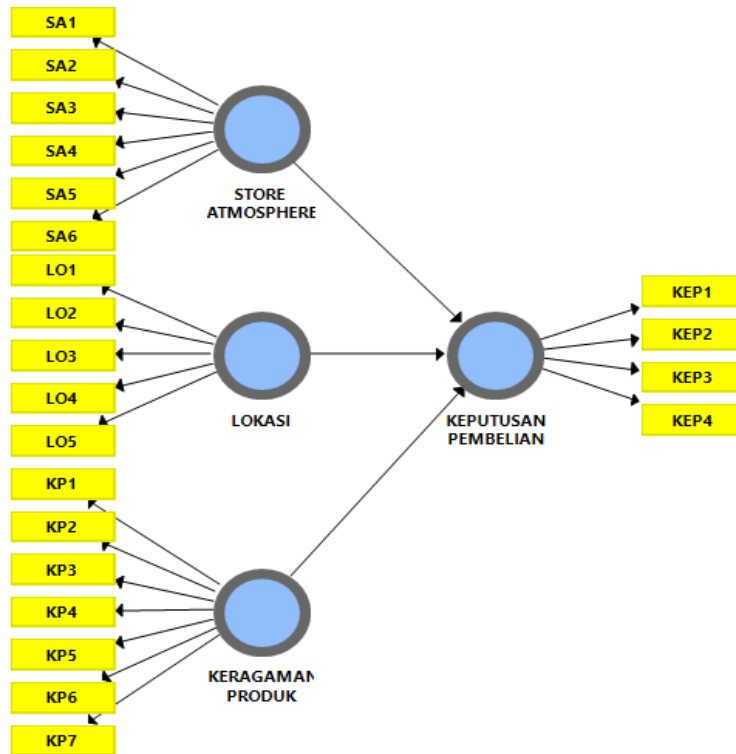 SA1
SA2
SA3
SA4
SA5
SA6
STORE
ATMOSPHERE
LO1
LO2
LO3
LO4
LO5
LOKASI
KP1
KP2
KP3
KP4
KP5
KP6
KP7
KERAGAMAN
PRODUK
KEPUTUSAN
PEMBELIAN
KEP1
KEP2
KEP3
KEP4